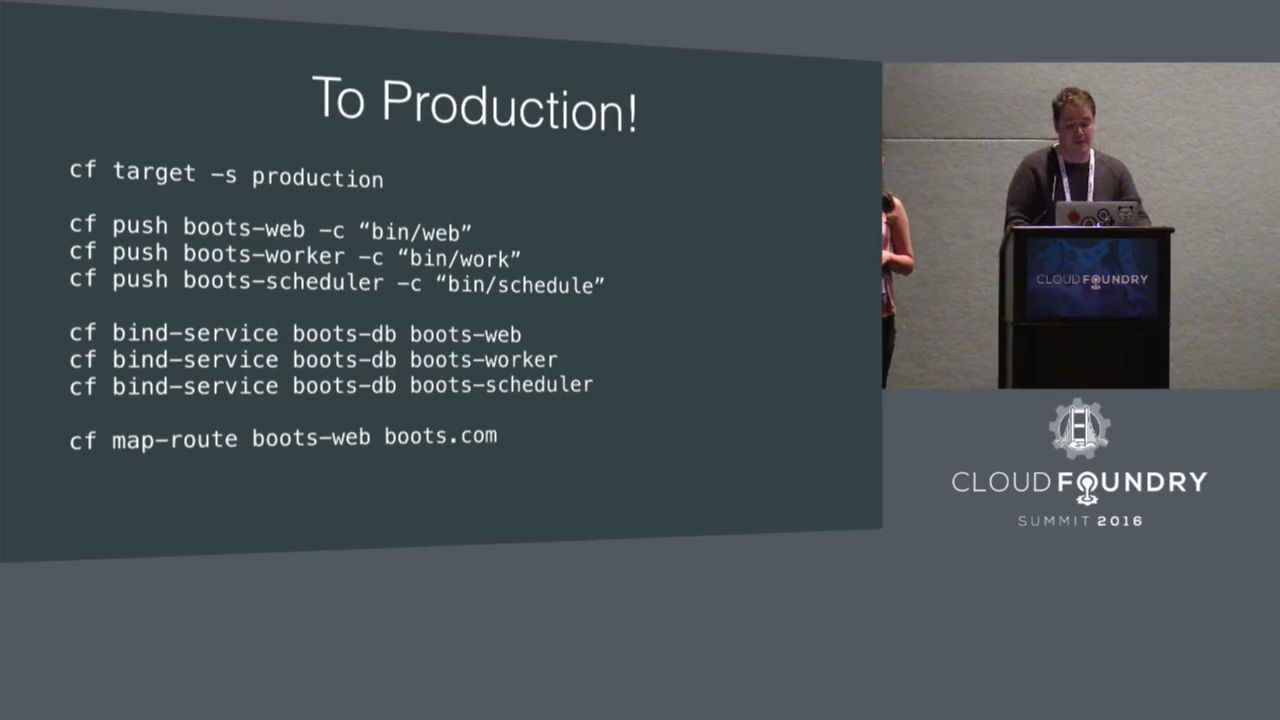 To Production!
cf target -s production
cf push boots-web -c “bin/web”
cf push boots-worker -c “bin/work”
cf push boots-scheduler -c “bin/schedule”
cf bind-service boots-db boots-web
cf bind-service boots-db boots-worker
cf bind-service boots-db boots-scheduler
cf map-route boots-web boots.com
CLOUD FOUNDRY
CLOUD FOUNDRY
SUMMIT 2016